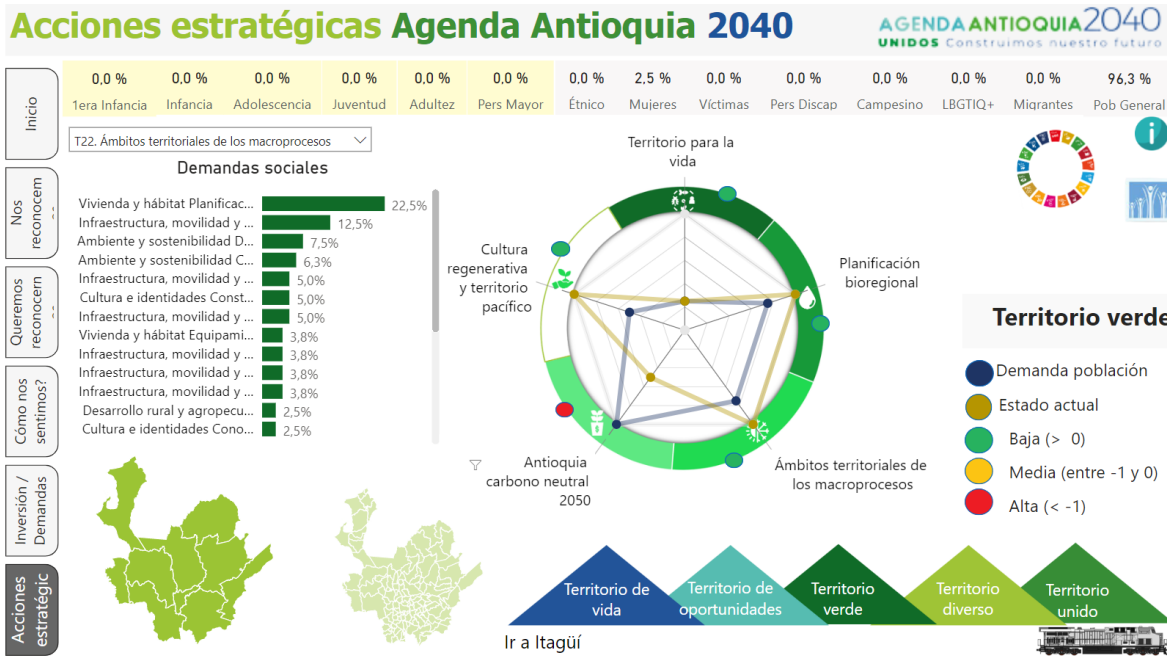 Acciones estratégicas Agenda Antioquia 2040
AGENDA ANTIOQUIA 2040
UNIDOS Construimos nuestro futuro
0,0 % 0,0 % 0,0 % 0,0 % 0,0 % 0,0 % 0,0 % 2,5 % 0,0 % 0,0 % 0,0 % 0,0 % 0,0 % 96,3 %
1era Infancia Infancia Adolescencia Juventud Adultez Pers Mayor Étnico Mujeres Víctimas Pers Discap Campesino LBGTIQ+ Migrantes Pob General
Inicio
Nos
reconocem
Queremos
reconocern
Cómo nos
sentimos?
Inversión /
Demandas
Acciones
estratégic
T22. Ámbitos territoriales de los macroprocesos
Demandas sociales
Vivienda y hábitat Planificac... 22,5%
Infraestructura, movilidad y ... 12,5%
Ambiente y sostenibilidad D... 7,5%
Ambiente y sostenibilidad C... 6,3%
Infraestructura, movilidad y ... 5,0%
Cultura e identidades Const... 5,0%
Infraestructura, movilidad y ... 5,0%
Vivienda y hábitat Equipami... 3,8%
Infraestructura, movilidad y ... 3,8%
Infraestructura, movilidad y ... 3,8%
Infraestructura, movilidad y ... 3,8%
Desarrollo rural y agropecu... 2,5%
Cultura e identidades Cono... 2,5%
Territorio para la
vida
Planificación
bioregional
Ámbitos territoriales de
los macroprocesos
Antioquia
carbono neutral
2050
Cultura
regenerativa
y territorio
pacífico
i
Territorio verde
Demanda población
Estado actual
Baja (> 0)
Media (entre -1 y 0)
Alta (< -1)
Territorio de
vida
Territorio de
oportunidades
Territorio
verde
Territorio
diverso
Territorio
unido
Ir a Itagüí